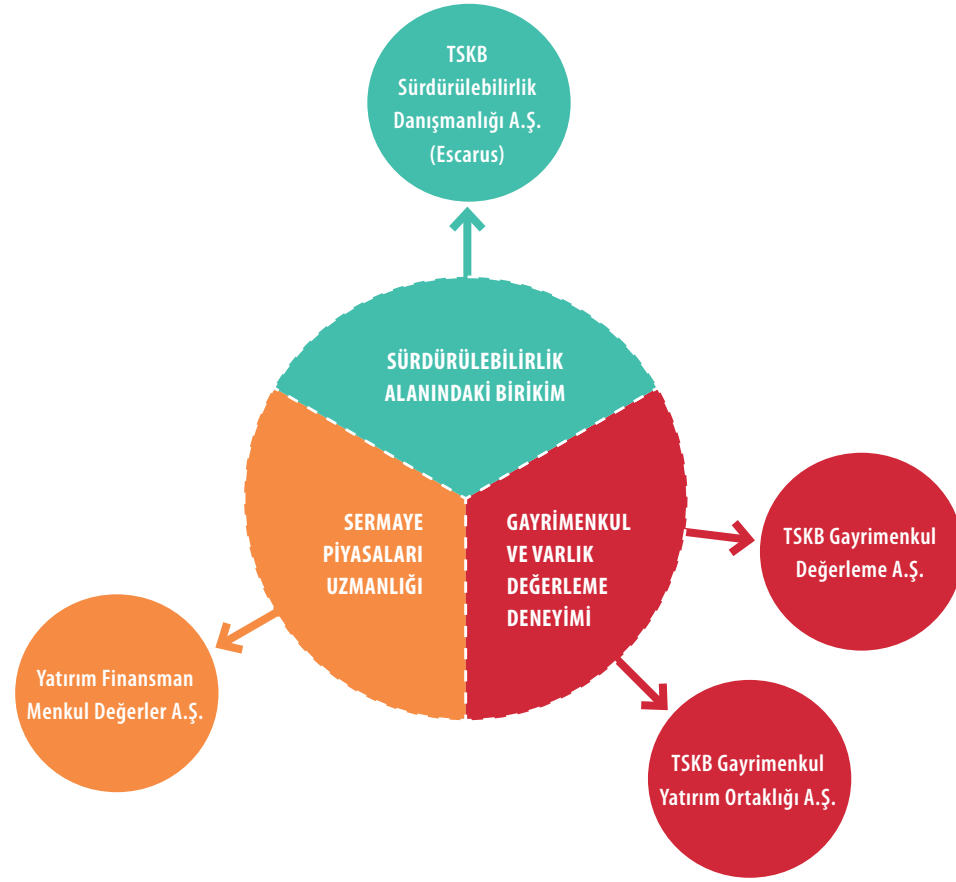 TSKB
Sürdürülebilirlik
Danışmanlığı A.Ş.
(Escarus)
SÜRDÜRÜLEBİLİRLİK
ALANINDAKİ BİRİKİM
SERMAYE
PİYASALARI
UZMANLIĞI
GAYRİMENKUL
VE VARLIK
DEĞERLEME
DENEYİMİ
TSKB Gayrimenkul
Değerleme A.Ş.
Yatırım Finansman
Menkul Değerler A.Ş.
TSKB Gayrimenkul
Yatırım Ortaklığı A.Ş.